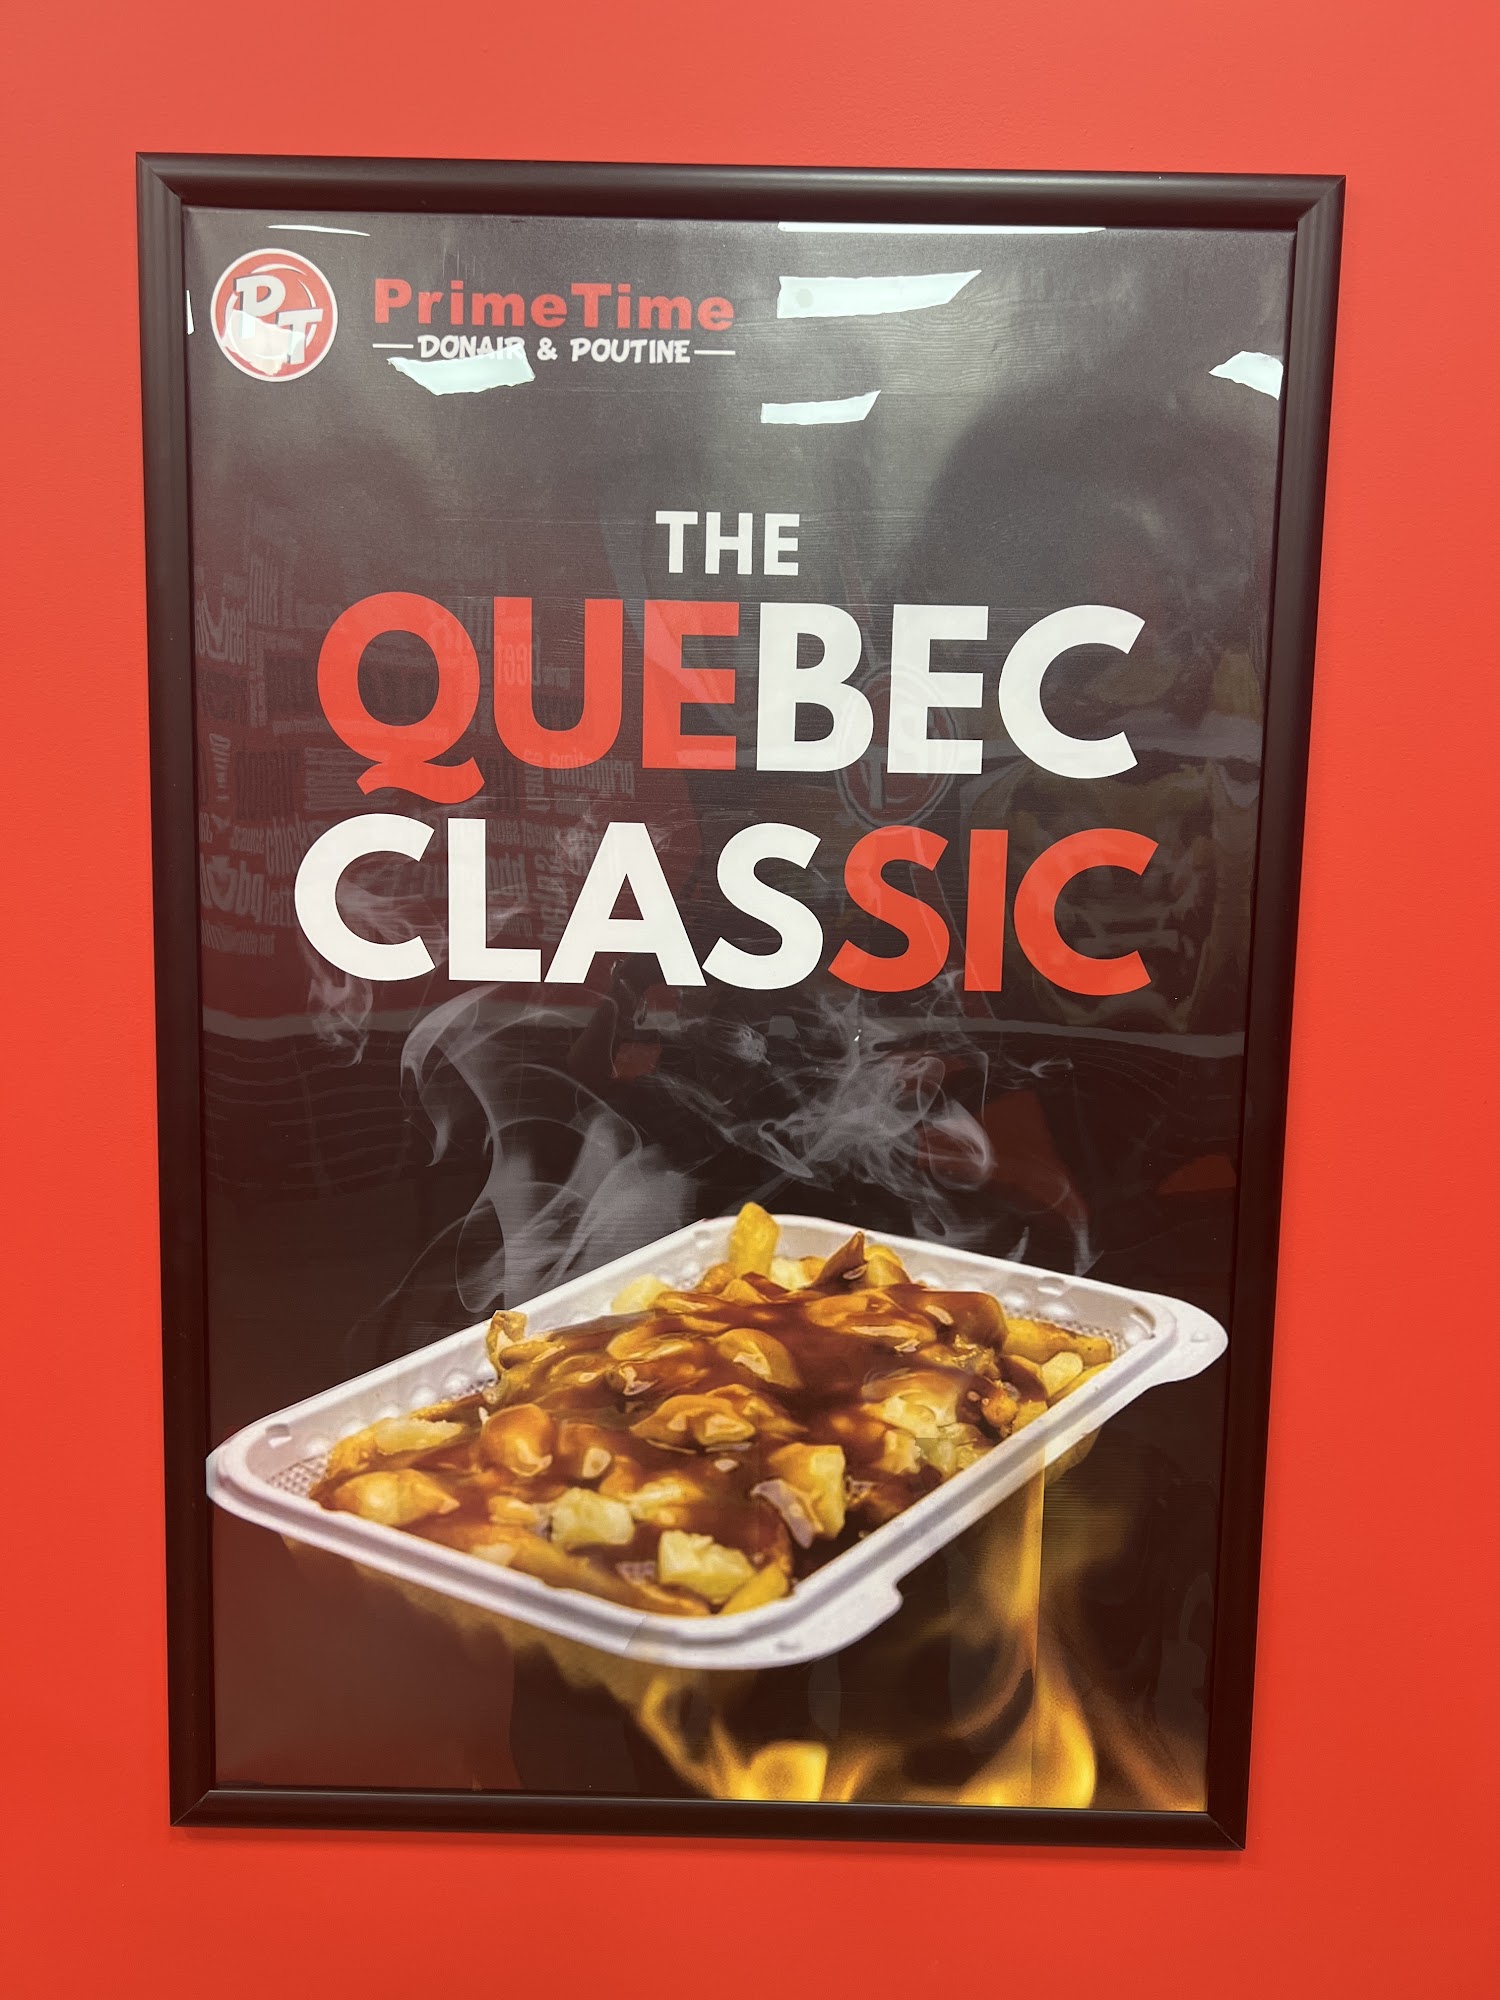 PT
PrimeTime
DONAIR & POUTINE
THE
QUEBEC
CLASSIC